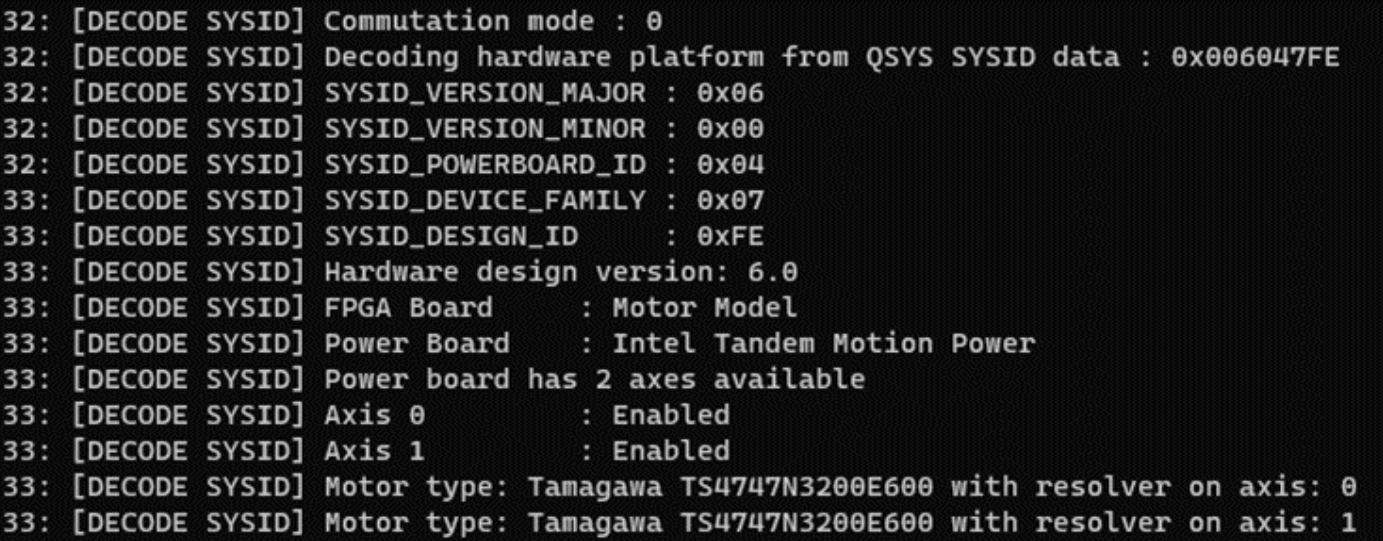 32: [DECODE SYSID] Commutation mode : 0
32: [DECODE SYSID] Decoding hardware platform from QSYS SYSID data : 0x006047FE
32: [DECODE SYSID] SYSID_VERSION_MAJOR : 0x06
32: [DECODE SYSID] SYSID_VERSION_MINOR : 0x00
32: [DECODE SYSID] SYSID_POWERBOARD_ID : 0x04
33: [DECODE SYSID] SYSID_DEVICE_FAMILY : 0x07
33: [DECODE SYSID] SYSID_DESIGN_ID     : 0xFE
33: [DECODE SYSID] Hardware design version: 6.0
33: [DECODE SYSID] FPGA Board     : Motor Model
33: [DECODE SYSID] Power Board    : Intel Tandem Motion Power
33: [DECODE SYSID] Power board has 2 axes available
33: [DECODE SYSID] Axis 0         : Enabled
33: [DECODE SYSID] Axis 1         : Enabled
33: [DECODE SYSID] Motor type: Tamagawa TS4747N3200E600 with resolver on axis: 0
33: [DECODE SYSID] Motor type: Tamagawa TS4747N3200E600 with resolver on axis: 1